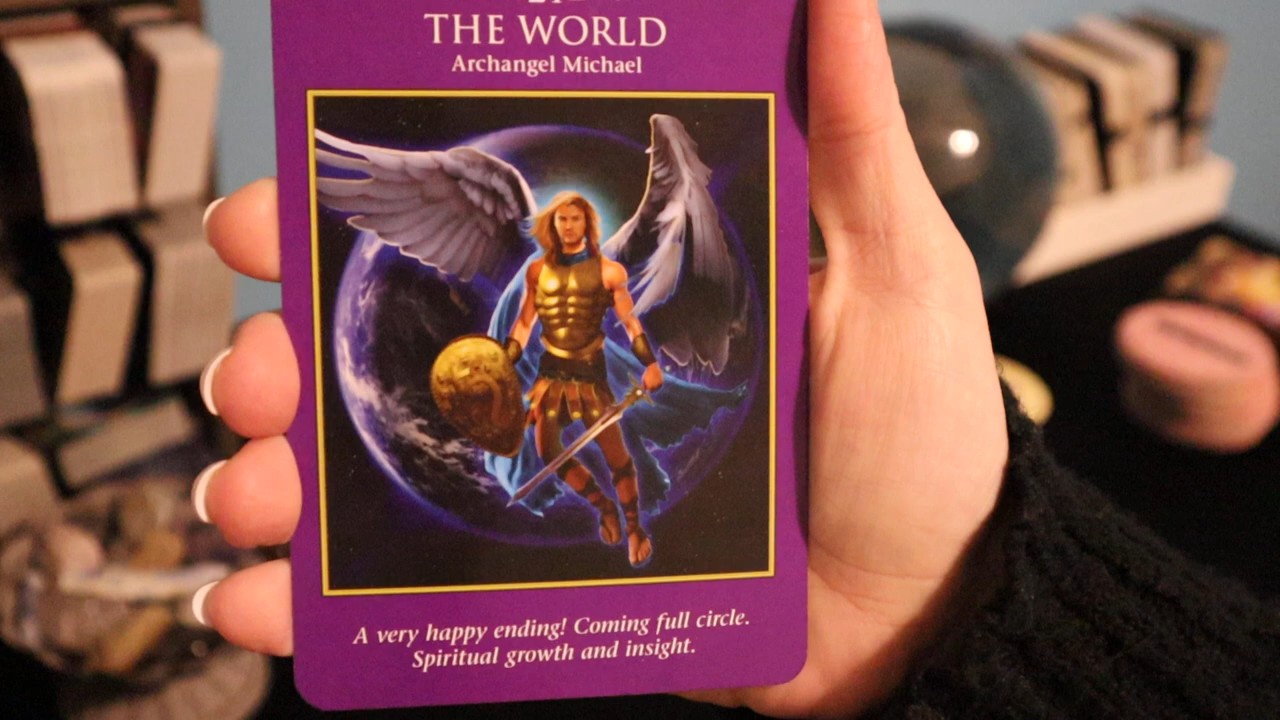 THE WORLD
Archangel Michael
A very happy ending! Coming full circle.
Spiritual growth and insight.